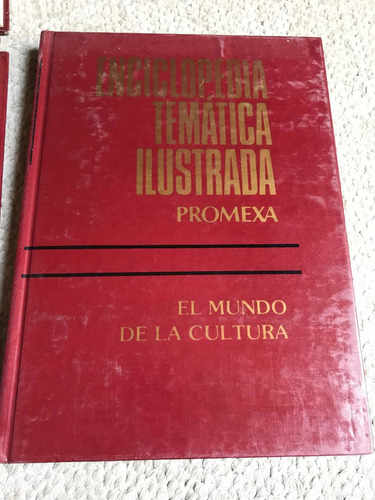 ENCICLOPEDIA
TEMÁTICA
ILUSTRADA
PROMEXA
EL MUNDO
DE LA CULTURA